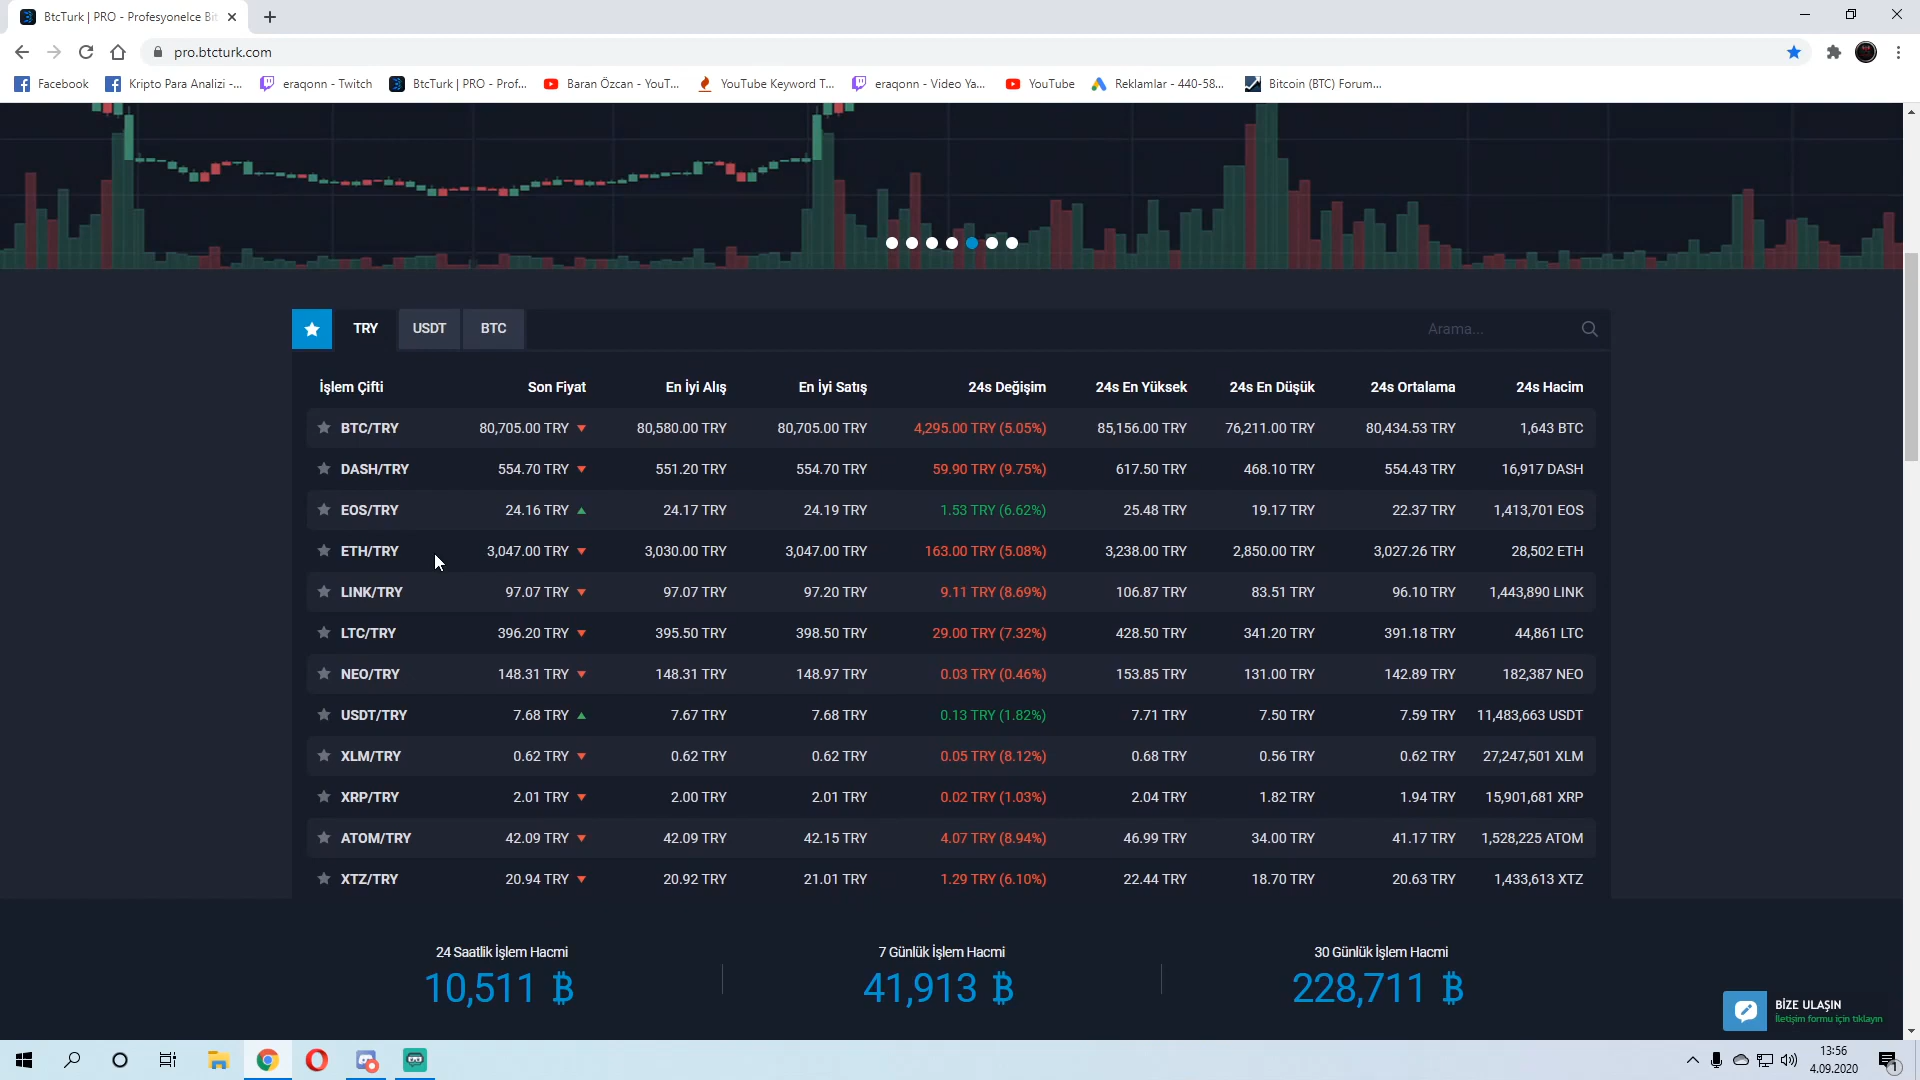 BtcTurk | PRO - Profesyonelce Bit
pro.btcturk.com
Facebook Kripto Para Analizi -... eraqonn - Twitch BtcTurk | PRO - Prof... Baran Özcan - YouT... YouTube Keyword T... eraqonn - Video Ya... YouTube Reklamlar - 440-58... Bitcoin (BTC) Forum...
TRY USDT BTC Arama...
İşlem Çifti Son Fiyat En İyi Alış En İyi Satış 24s Değişim 24s En Yüksek 24s En Düşük 24s Ortalama 24s Hacim
BTC/TRY 80,705.00 TRY 80,580.00 TRY 80,705.00 TRY 4,295.00 TRY (5.05%) 85,156.00 TRY 76,211.00 TRY 80,434.53 TRY 1,643 BTC
DASH/TRY 554.70 TRY 551.20 TRY 554.70 TRY 59.90 TRY (9.75%) 617.50 TRY 468.10 TRY 554.43 TRY 16,917 DASH
EOS/TRY 24.16 TRY 24.17 TRY 24.19 TRY 1.53 TRY (6.62%) 25.48 TRY 19.17 TRY 22.37 TRY 1,413,701 EOS
ETH/TRY 3,047.00 TRY 3,030.00 TRY 3,047.00 TRY 163.00 TRY (5.08%) 3,238.00 TRY 2,850.00 TRY 3,027.26 TRY 28,502 ETH
LINK/TRY 97.07 TRY 97.07 TRY 97.20 TRY 9.11 TRY (8.69%) 106.87 TRY 83.51 TRY 96.10 TRY 1,443,890 LINK
LTC/TRY 396.20 TRY 395.50 TRY 398.50 TRY 29.00 TRY (7.32%) 428.50 TRY 341.20 TRY 391.18 TRY 44,861 LTC
NEO/TRY 148.31 TRY 148.31 TRY 148.97 TRY 0.03 TRY (0.46%) 153.85 TRY 131.00 TRY 142.89 TRY 182,387 NEO
USDT/TRY 7.68 TRY 7.67 TRY 7.68 TRY 0.13 TRY (1.82%) 7.71 TRY 7.50 TRY 7.59 TRY 11,483,663 USDT
XLM/TRY 0.62 TRY 0.62 TRY 0.62 TRY 0.05 TRY (8.12%) 0.68 TRY 0.56 TRY 0.62 TRY 27,247,501 XLM
XRP/TRY 2.01 TRY 2.00 TRY 2.01 TRY 0.02 TRY (1.03%) 2.04 TRY 1.82 TRY 1.94 TRY 15,901,681 XRP
ATOM/TRY 42.09 TRY 42.09 TRY 42.15 TRY 4.07 TRY (8.94%) 46.99 TRY 34.00 TRY 41.17 TRY 1,528,225 ATOM
XTZ/TRY 20.94 TRY 20.92 TRY 21.01 TRY 1.29 TRY (6.10%) 22.44 TRY 18.70 TRY 20.63 TRY 1,433,613 XTZ
24 Saatlik İşlem Hacmi 7 Günlük İşlem Hacmi 30 Günlük İşlem Hacmi
10,511 ₿ 41,913 ₿ 228,711 ₿
BİZE ULAŞIN
İletişim formu için tıklayın
13:56
4.09.2020
1